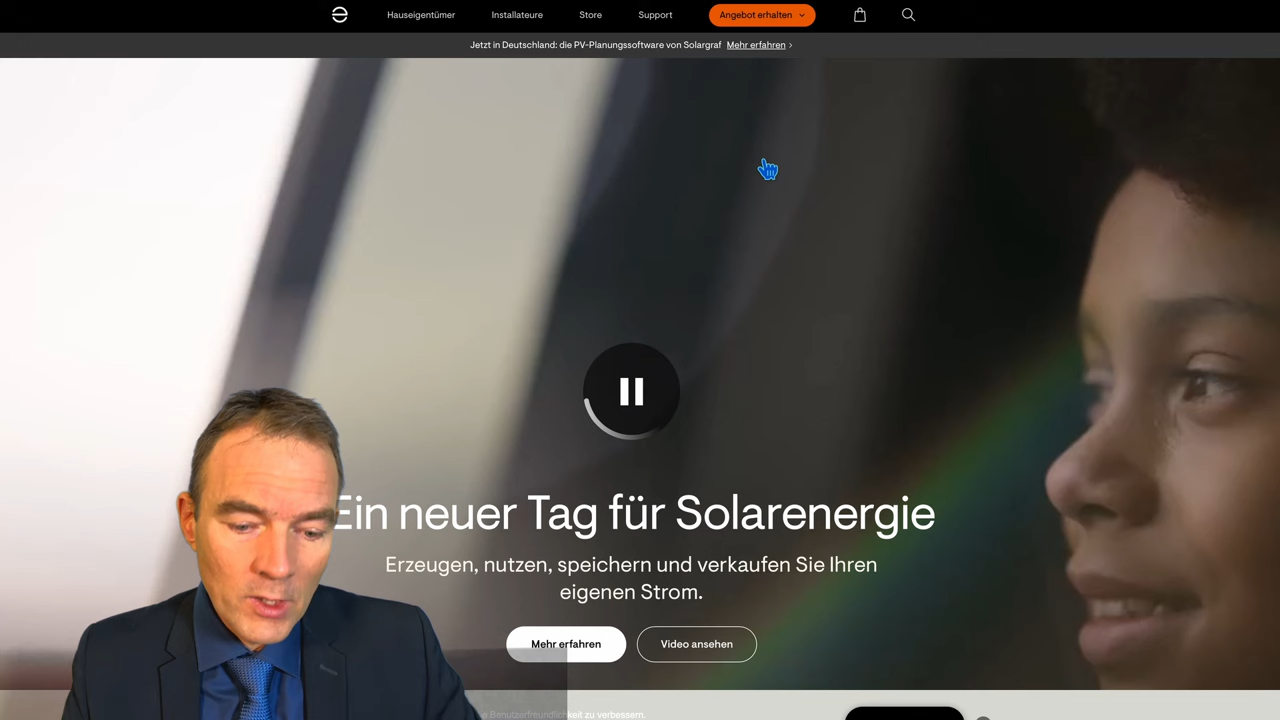 Hauseigentümer Installateure Store Support Angebot erhalten
Jetzt in Deutschland: die PV-Planungssoftware von Solargraf Mehr erfahren
Ein neuer Tag für Solarenergie
Erzeugen, nutzen, speichern und verkaufen Sie Ihren
eigenen Strom.
Mehr erfahren Video ansehen
Benutzerfreundlichkeit zu verbessern.